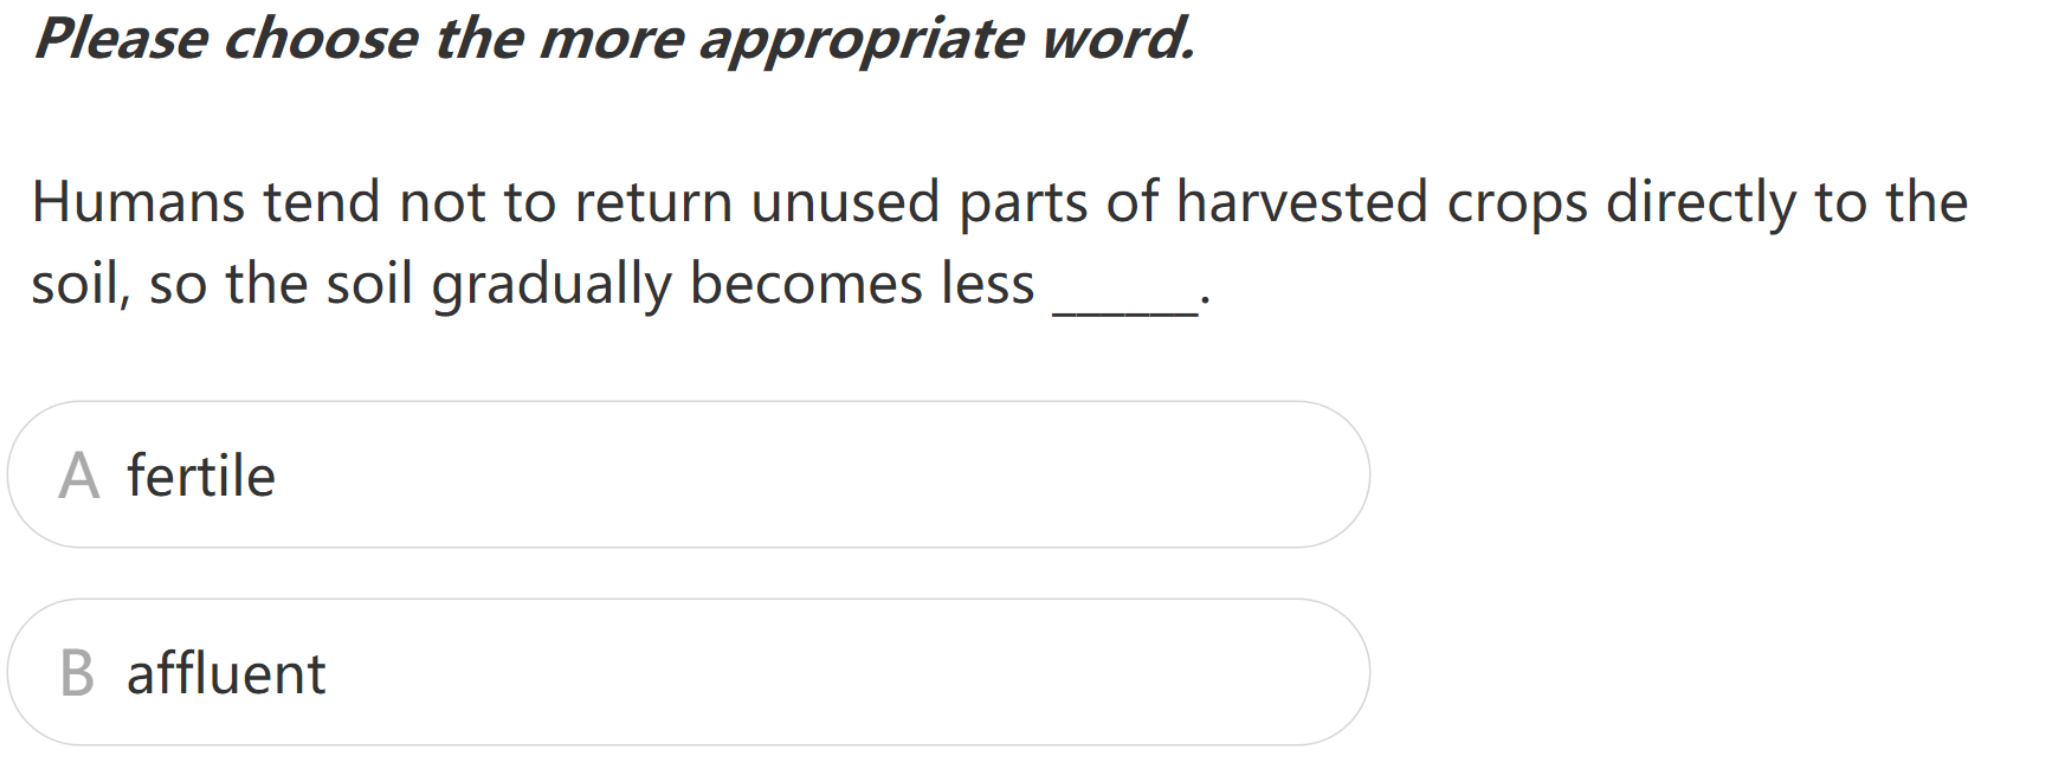 Please choose the more appropriate word.
Humans tend not to return unused parts of harvested crops directly to the
soil, so the soil gradually becomes less ______.
A fertile
B affluent